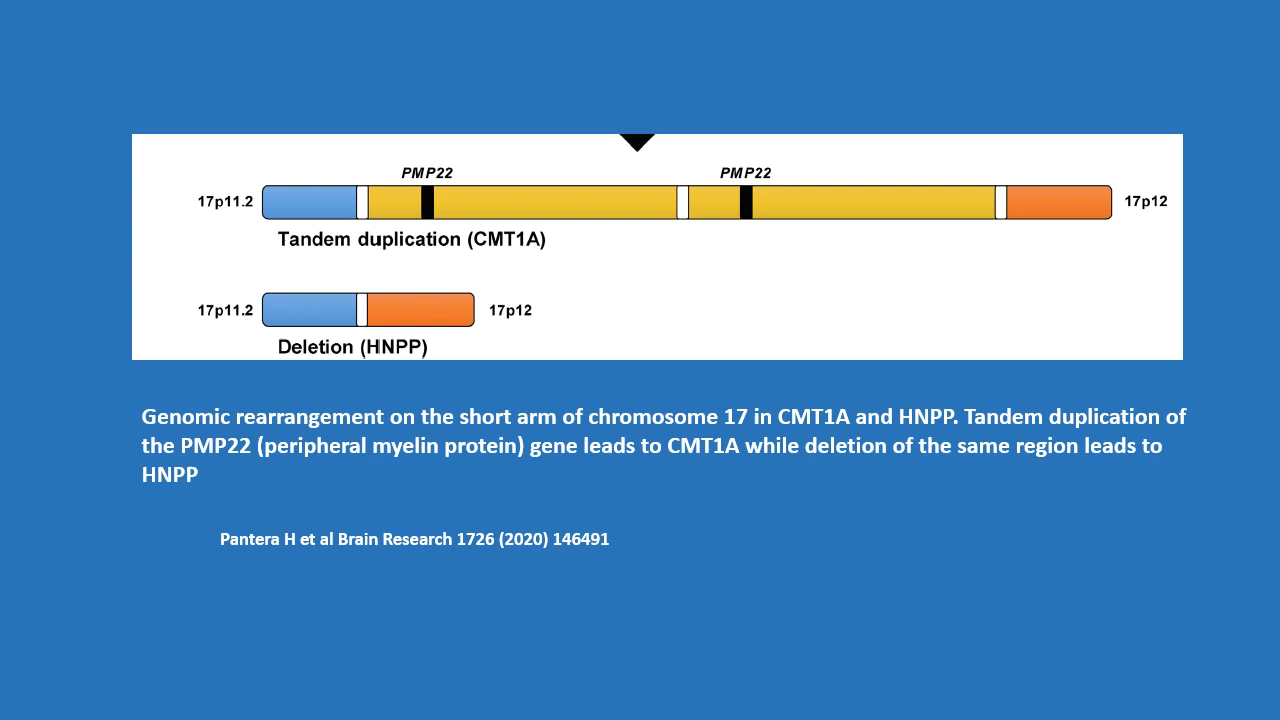 PMP22 PMP22
17p11.2 17p12
Tandem duplication (CMT1A)
17p11.2 17p12
Deletion (HNPP)
Genomic rearrangement on the short arm of chromosome 17 in CMT1A and HNPP. Tandem duplication of
the PMP22 (peripheral myelin protein) gene leads to CMT1A while deletion of the same region leads to
HNPP
Pantera H et al Brain Research 1726 (2020) 146491